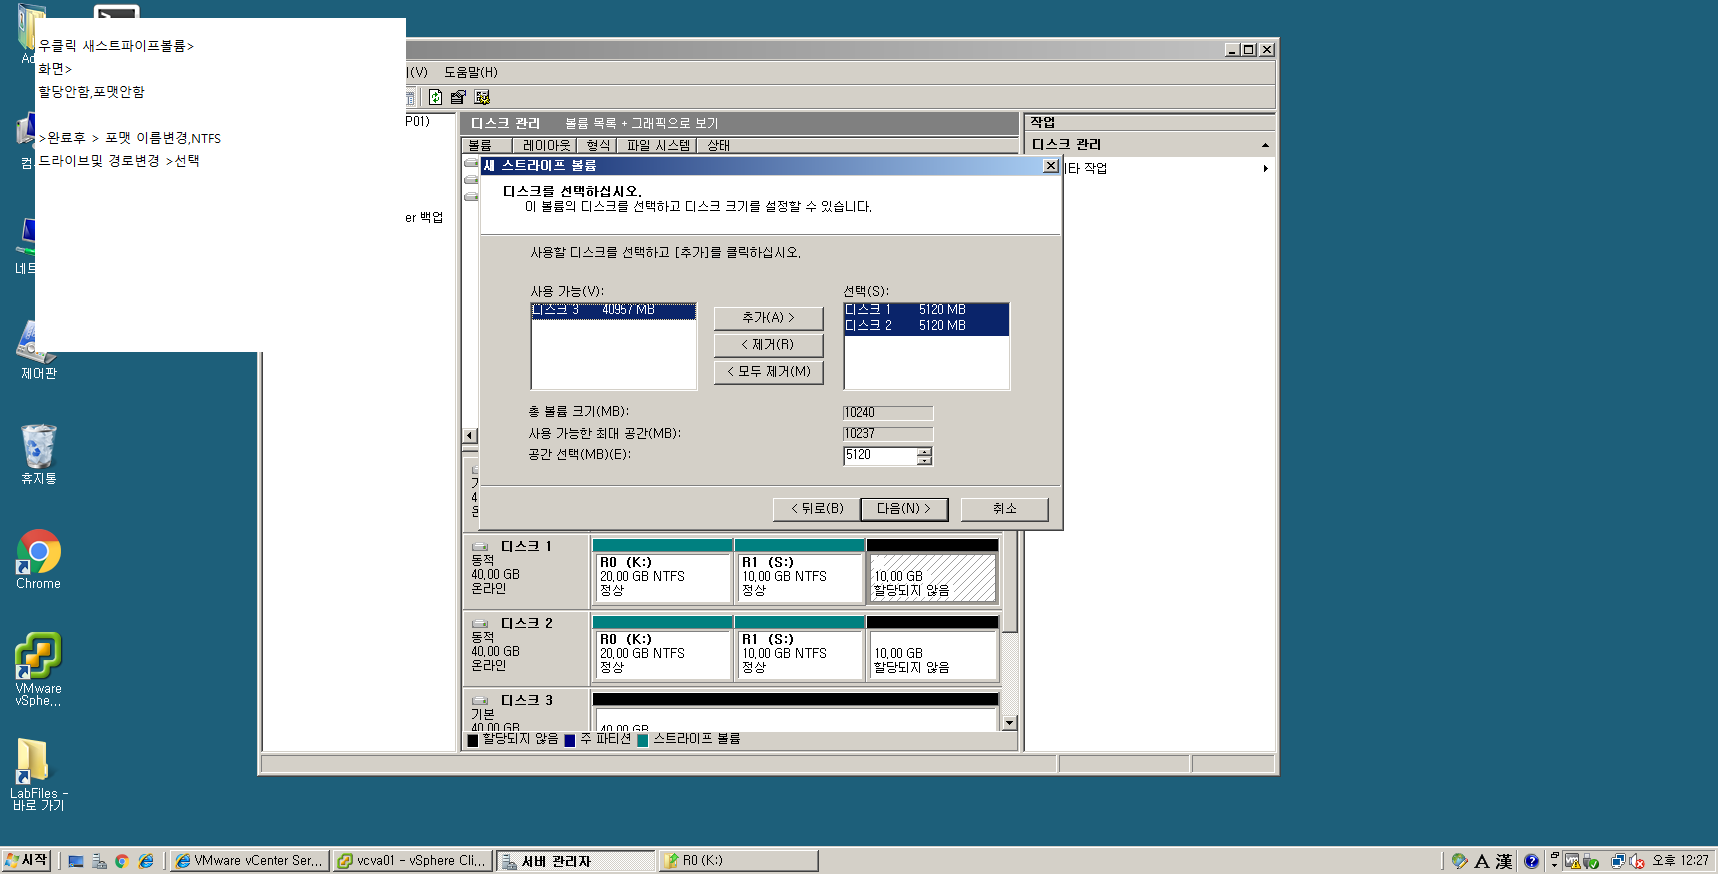 우클릭 새스트파이프볼륨>
화면>
할당안함,포맷안함
>완료후 > 포맷 이름변경,NTFS
드라이브및 경로변경 >선택
(V) 도움말(H)
P01)
er 백업
디스크 관리 볼륨 목록 + 그래픽으로 보기
볼륨 레이아웃 형식 파일 시스템 상태
작업
디스크 관리
타 작업
새 스트라이프 볼륨
디스크를 선택하십시오.
이 볼륨의 디스크를 선택하고 디스크 크기를 설정할 수 있습니다.
사용할 디스크를 선택하고 [추가]를 클릭하십시오.
사용 가능(V):
디스크 3 40957 MB
추가(A) >
< 제거(R)
< 모두 제거(M)
선택(S):
디스크 1 5120 MB
디스크 2 5120 MB
총 볼륨 크기(MB): 10240
사용 가능한 최대 공간(MB): 10237
공간 선택(MB)(E): 5120
< 뒤로(B) 다음(N) > 취소
디스크 1
동적
40,00 GB
온라인
R0 (K:)
20,00 GB NTFS
정상
R1 (S:)
10,00 GB NTFS
정상
10,00 GB
할당되지 않음
디스크 2
동적
40,00 GB
온라인
R0 (K:)
20,00 GB NTFS
정상
R1 (S:)
10,00 GB NTFS
정상
10,00 GB
할당되지 않음
디스크 3
기본
40,00 GB
40,00 GB
할당되지 않음 주 파티션 스트라이프 볼륨
Ad
컴
네트
제어판
휴지통
Chrome
VMware
vSphe...
LabFiles -
바로 가기
시작
VMware vCenter Ser...
vcva01 - vSphere Cli...
서버 관리자
R0 (K:)
A 漢
오후 12:27